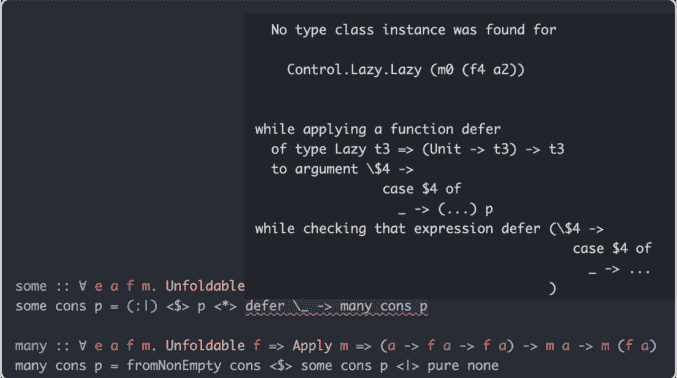 No type class instance was found for
Control.Lazy.Lazy (m0 (f4 a2))
while applying a function defer
of type Lazy t3 => (Unit -> t3) -> t3
to argument \$4 ->
case $4 of
_ -> (...) p
while checking that expression defer (\$4 ->
case $4 of
_ -> ...
)
some :: ∀ e a f m. Unfoldable
some cons p = (:|) <$> p <*> defer \_ -> many cons p
many :: ∀ e a f m. Unfoldable f => Apply m => (a -> f a -> f a) -> m a -> m (f a)
many cons p = fromNonEmpty cons <$> some cons p <|> pure none